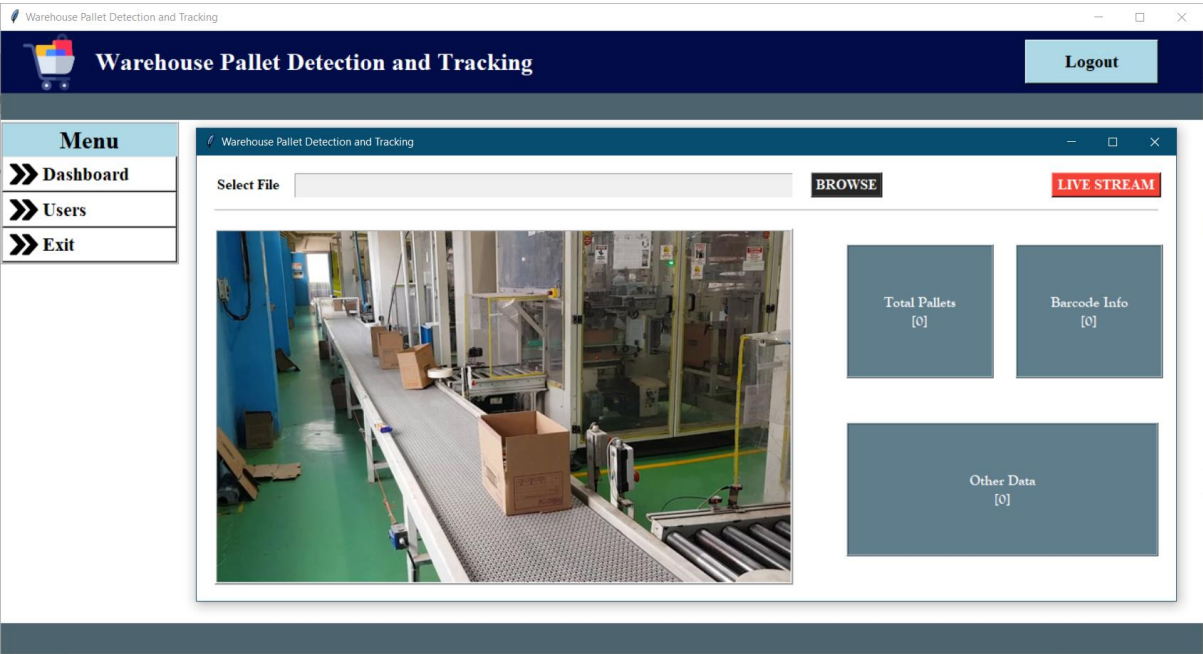 Warehouse Pallet Detection and Tracking
Warehouse Pallet Detection and Tracking
Logout
Menu
Dashboard
Users
Exit
Warehouse Pallet Detection and Tracking
Select File
BROWSE
LIVE STREAM
Total Pallets
[0]
Barcode Info
[0]
Other Data
[0]